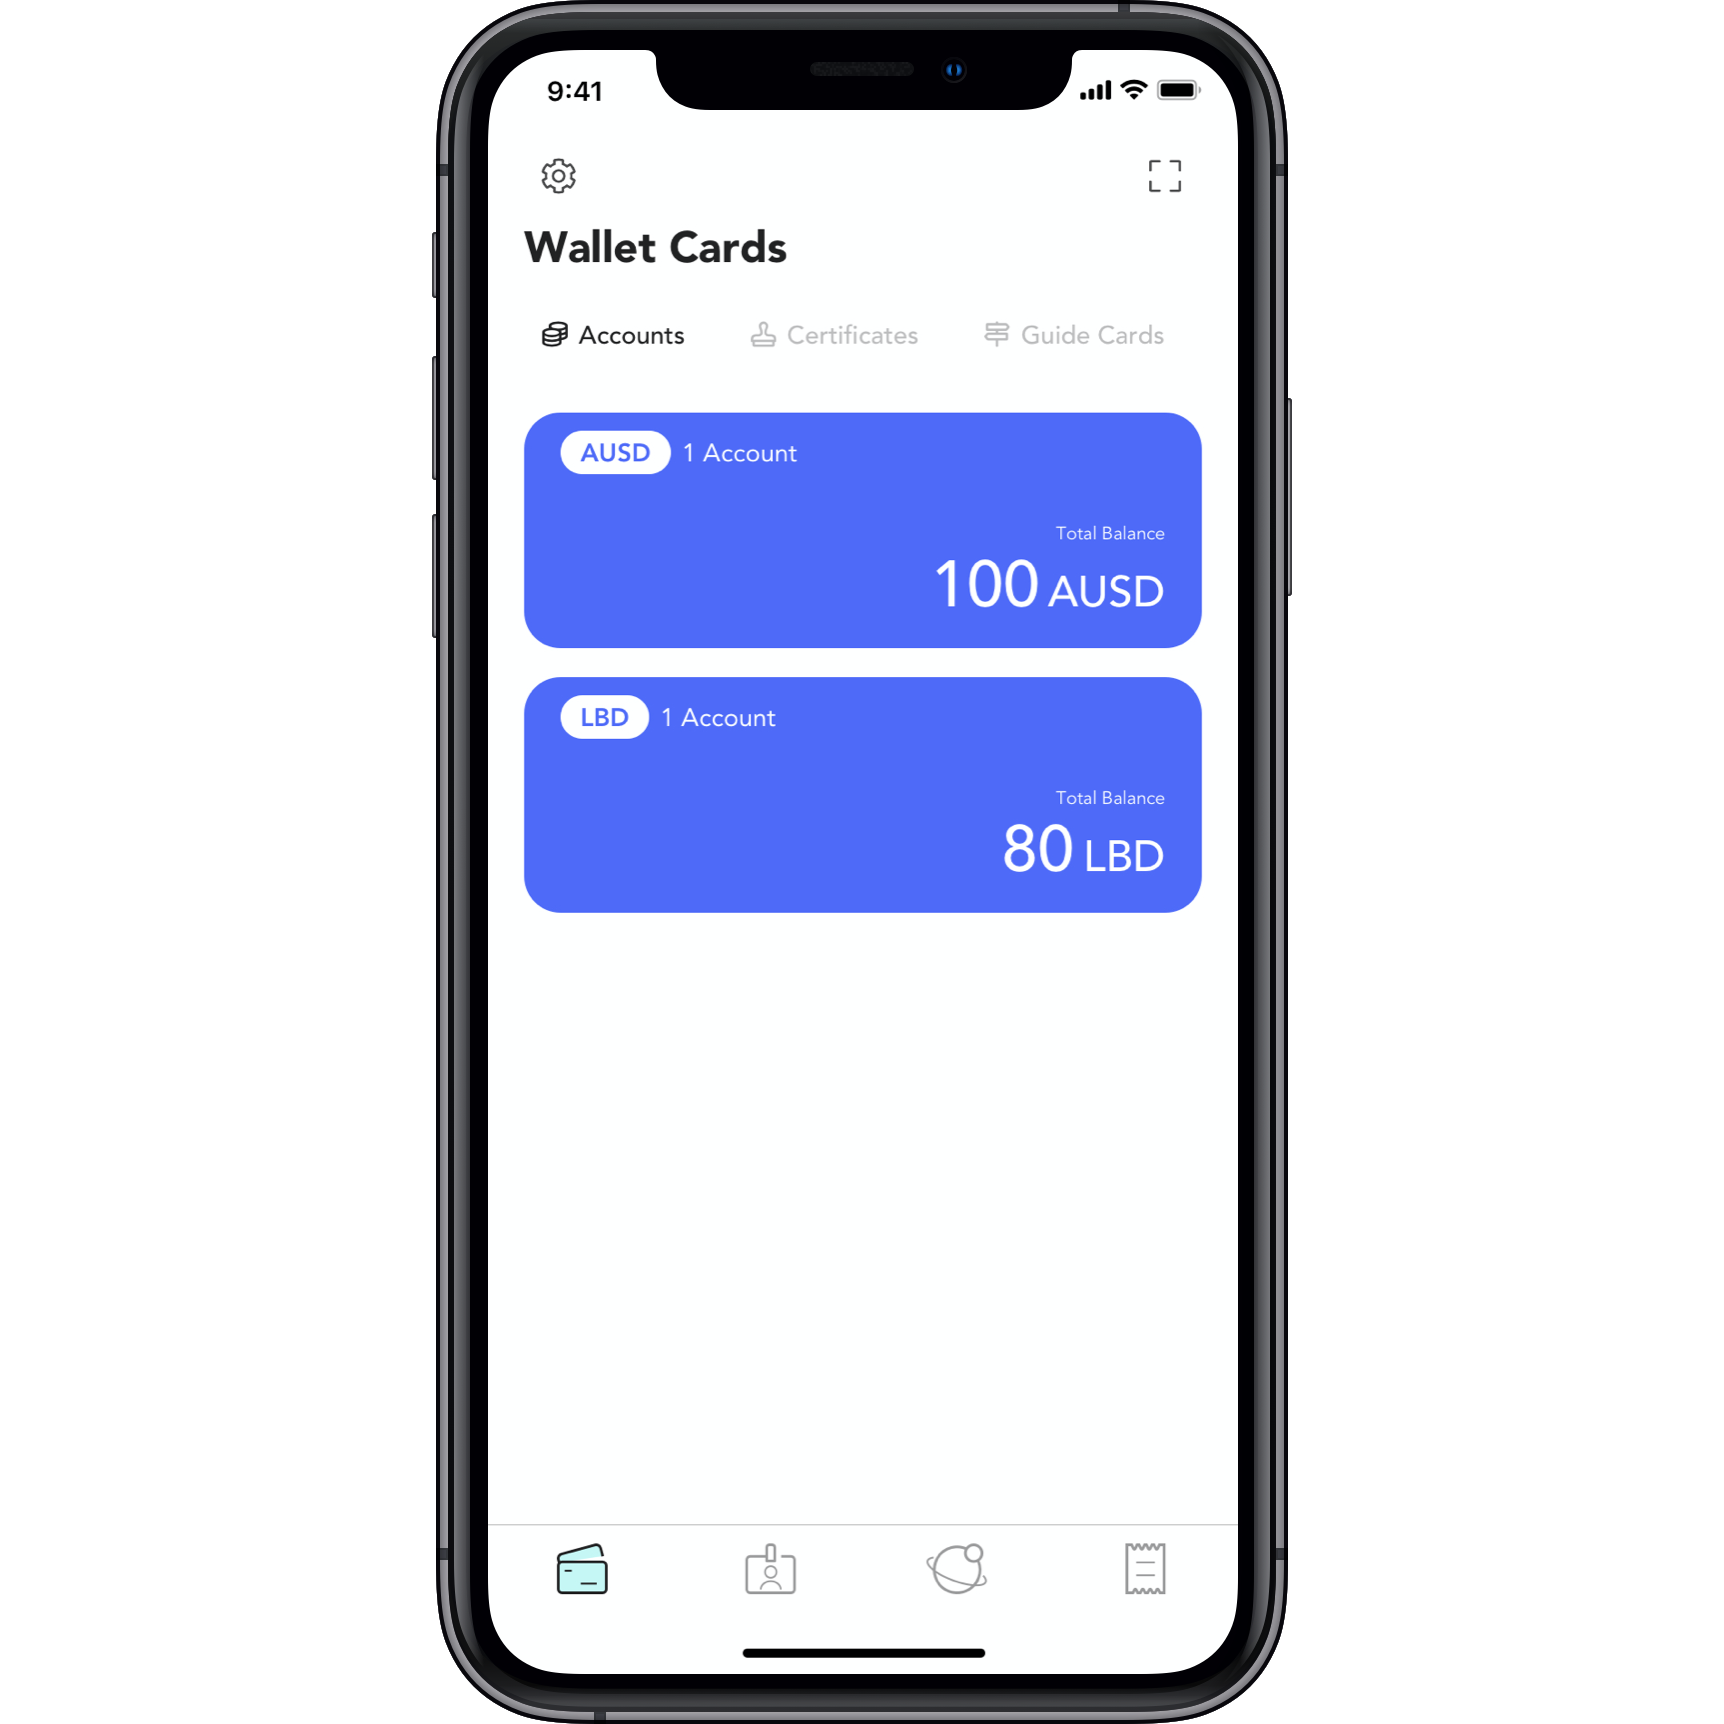 9:41
Wallet Cards
Accounts Certificates Guide Cards
AUSD 1 Account
Total Balance
100 AUSD
LBD 1 Account
Total Balance
80 LBD